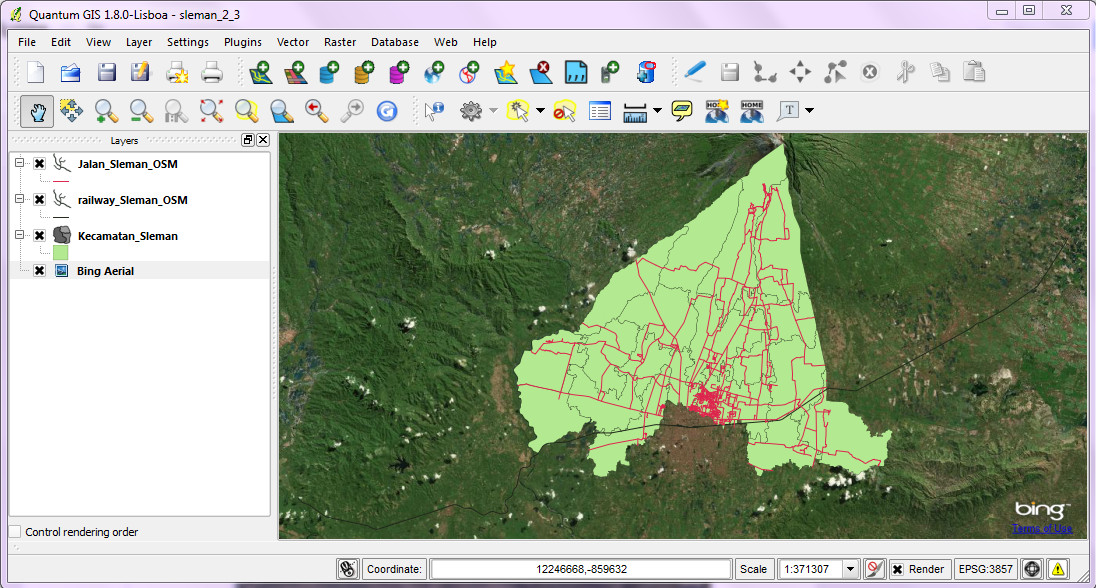 Quantum GIS 1.8.0-Lisboa - sleman_2_3
File Edit View Layer Settings Plugins Vector Raster Database Web Help
HOME
T
Layers
Jalan_Sleman_OSM
railway_Sleman_OSM
Kecamatan_Sleman
Bing Aerial
bing™
Terms of Use
Control rendering order
Coordinate: 12246668,-859632 Scale 1:371307 Render EPSG:3857